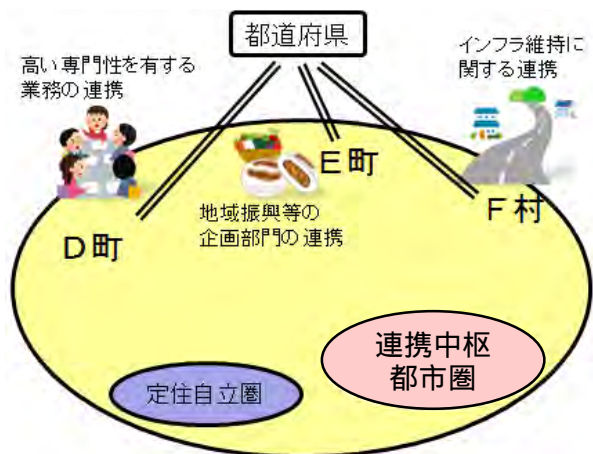 都道府県
高い専門性を有する
業務の連携
インフラ維持に
関する連携
E町
地域振興等の
企画部門の連携
D町
F村
連携中枢
都市圏
定住自立圏